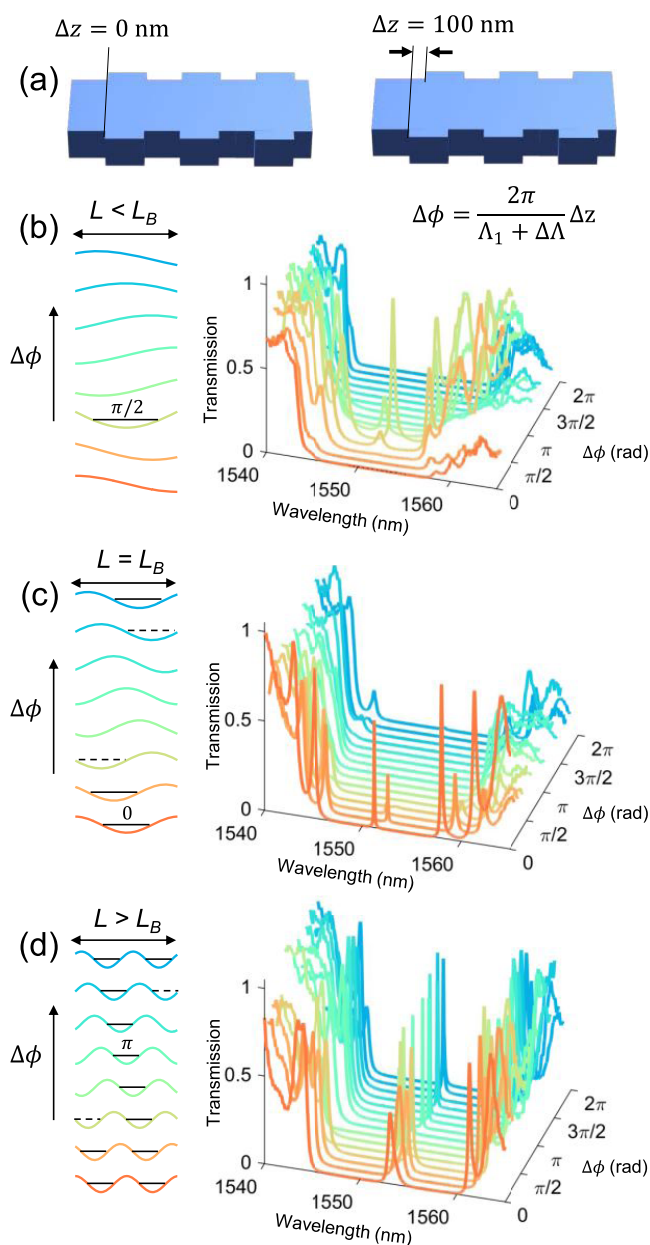 Δz = 0 nm
Δz = 100 nm
(a)
(b)
L < L_B
Δϕ = 2π / (Λ₁ + ΔΛ) Δz
Δϕ
π/2
Transmission
1
0.5
0
1540
1550
1560
Wavelength (nm)
0
π/2
π
3π/2
2π
Δϕ (rad)
(c)
L = L_B
Δϕ
0
Transmission
1
0.5
0
1540
1550
1560
Wavelength (nm)
0
π/2
π
3π/2
2π
Δϕ (rad)
(d)
L > L_B
Δϕ
π
Transmission
1
0.5
0
1540
1550
1560
Wavelength (nm)
0
π/2
π
3π/2
2π
Δϕ (rad)